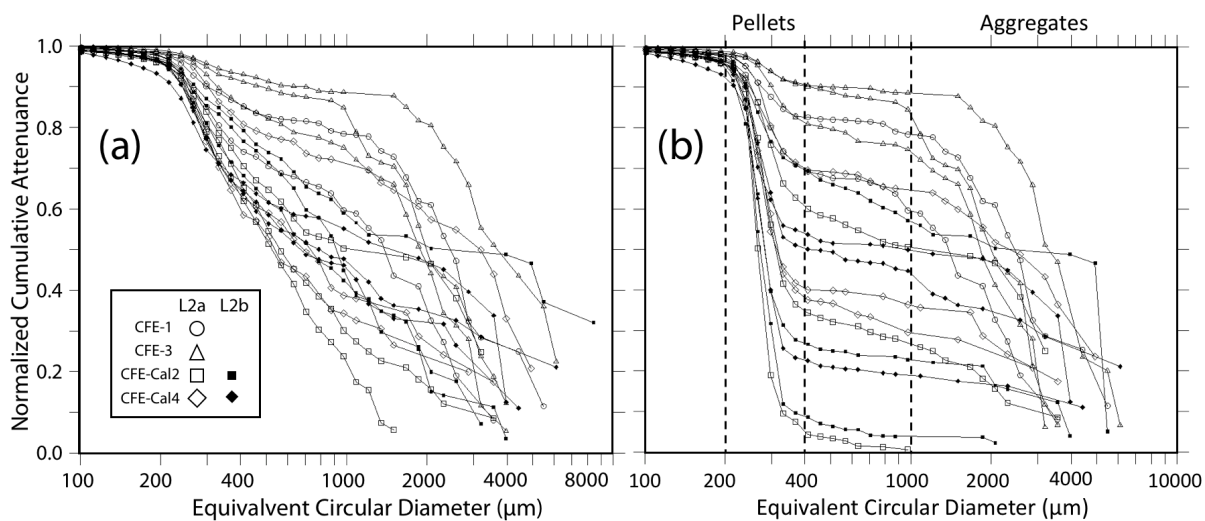 Pellets Aggregates
1.0
0.8
0.6
0.4
0.2
0.0
Normalized Cumulative Attenuance
(a)
(b)
L2a L2b
CFE-1
CFE-3
CFE-Cal2
CFE-Cal4
100 200 400 1000 2000 4000 8000
100 200 400 1000 2000 4000 10000
Equivalvent Circular Diameter (μm)
Equivalent Circular Diameter (μm)